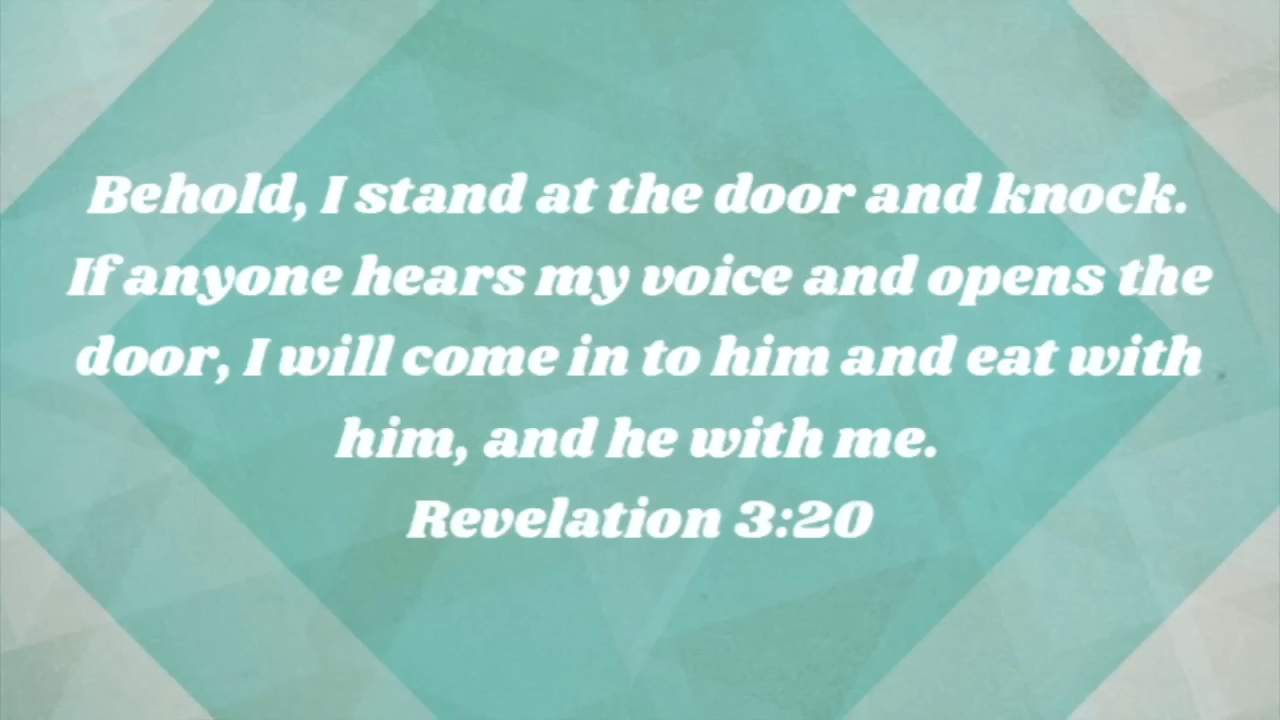 Behold, I stand at the door and knock.
If anyone hears my voice and opens the
door, I will come in to him and eat with
him, and he with me.
Revelation 3:20